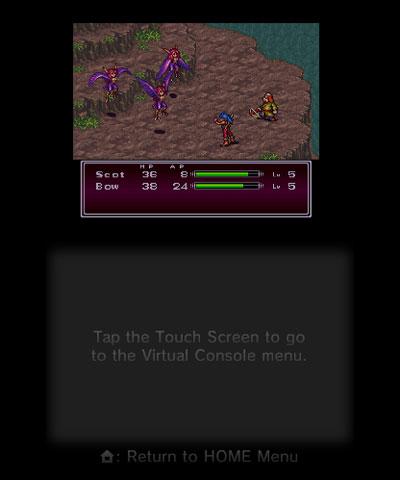 HP AP
Scot 36 8 Lv 5
Bow 38 24 Lv 5
Tap the Touch Screen to go
to the Virtual Console menu.
: Return to HOME Menu